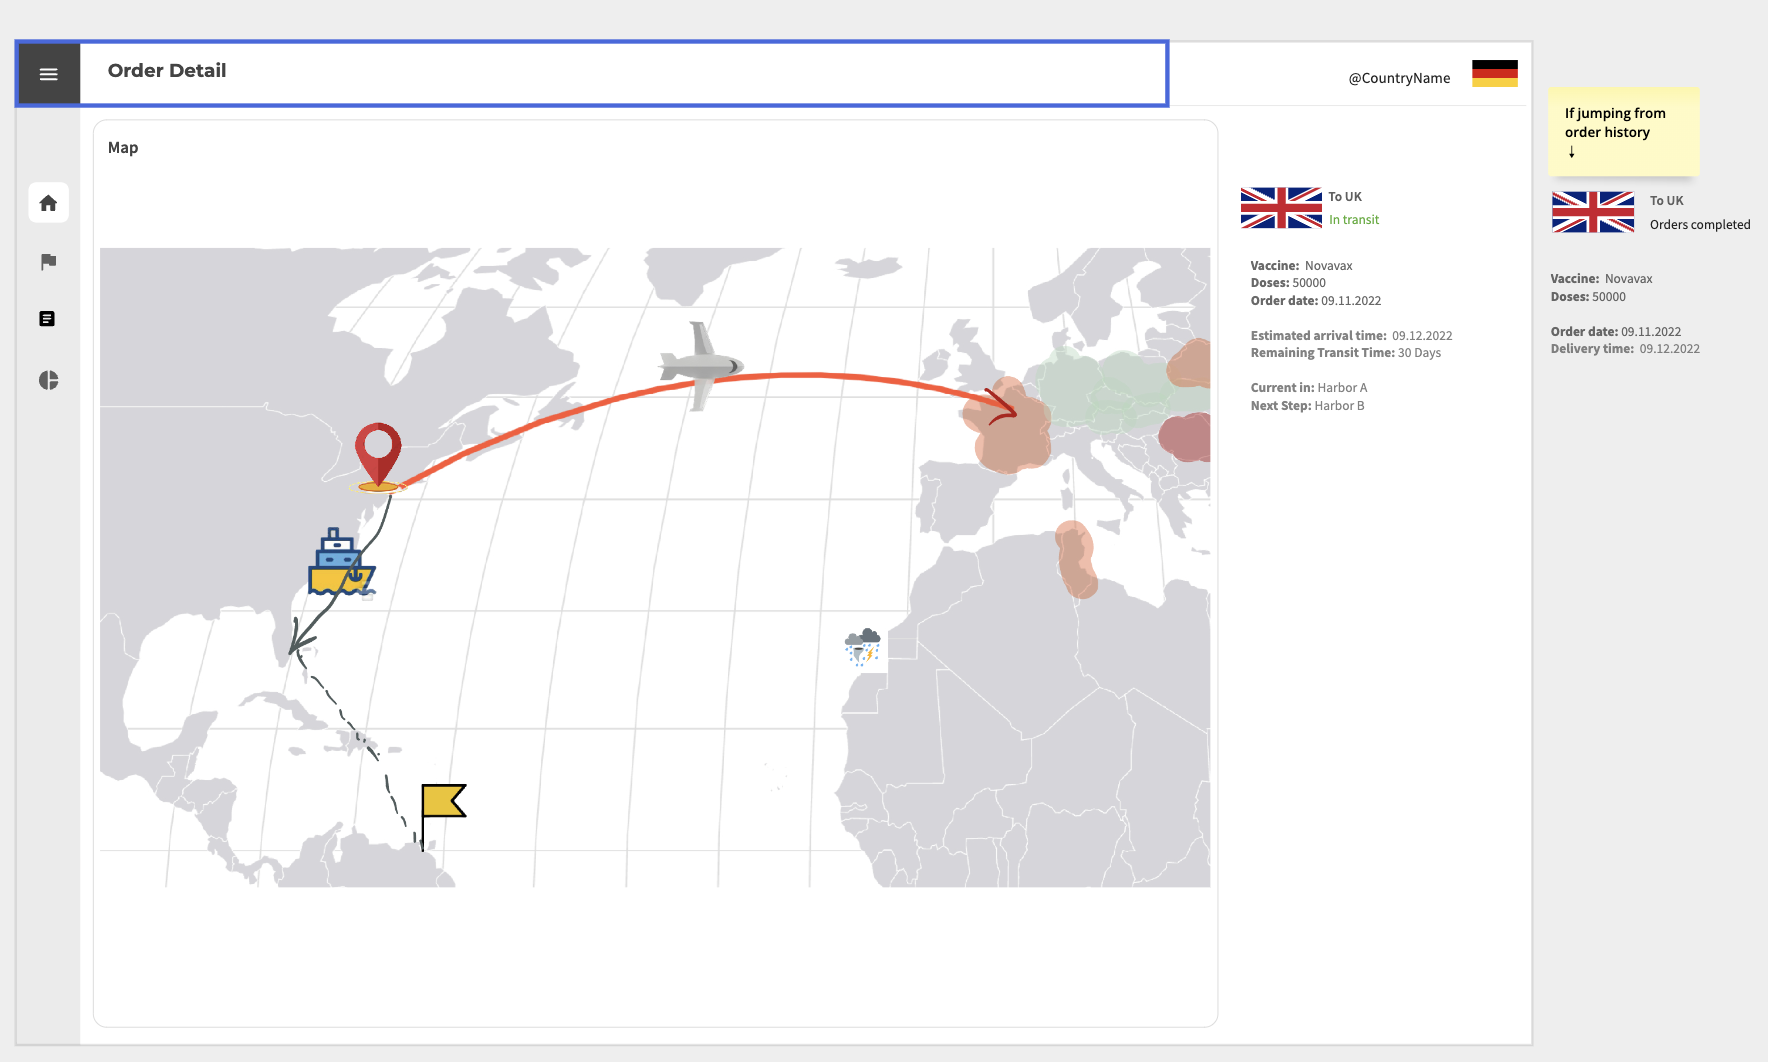 Order Detail
@CountryName
Map
To UK
In transit
Vaccine: Novavax
Doses: 50000
Order date: 09.11.2022
Estimated arrival time: 09.12.2022
Remaining Transit Time: 30 Days
Current in: Harbor A
Next Step: Harbor B
If jumping from
order history
↓
To UK
Orders completed
Vaccine: Novavax
Doses: 50000
Order date: 09.11.2022
Delivery time: 09.12.2022